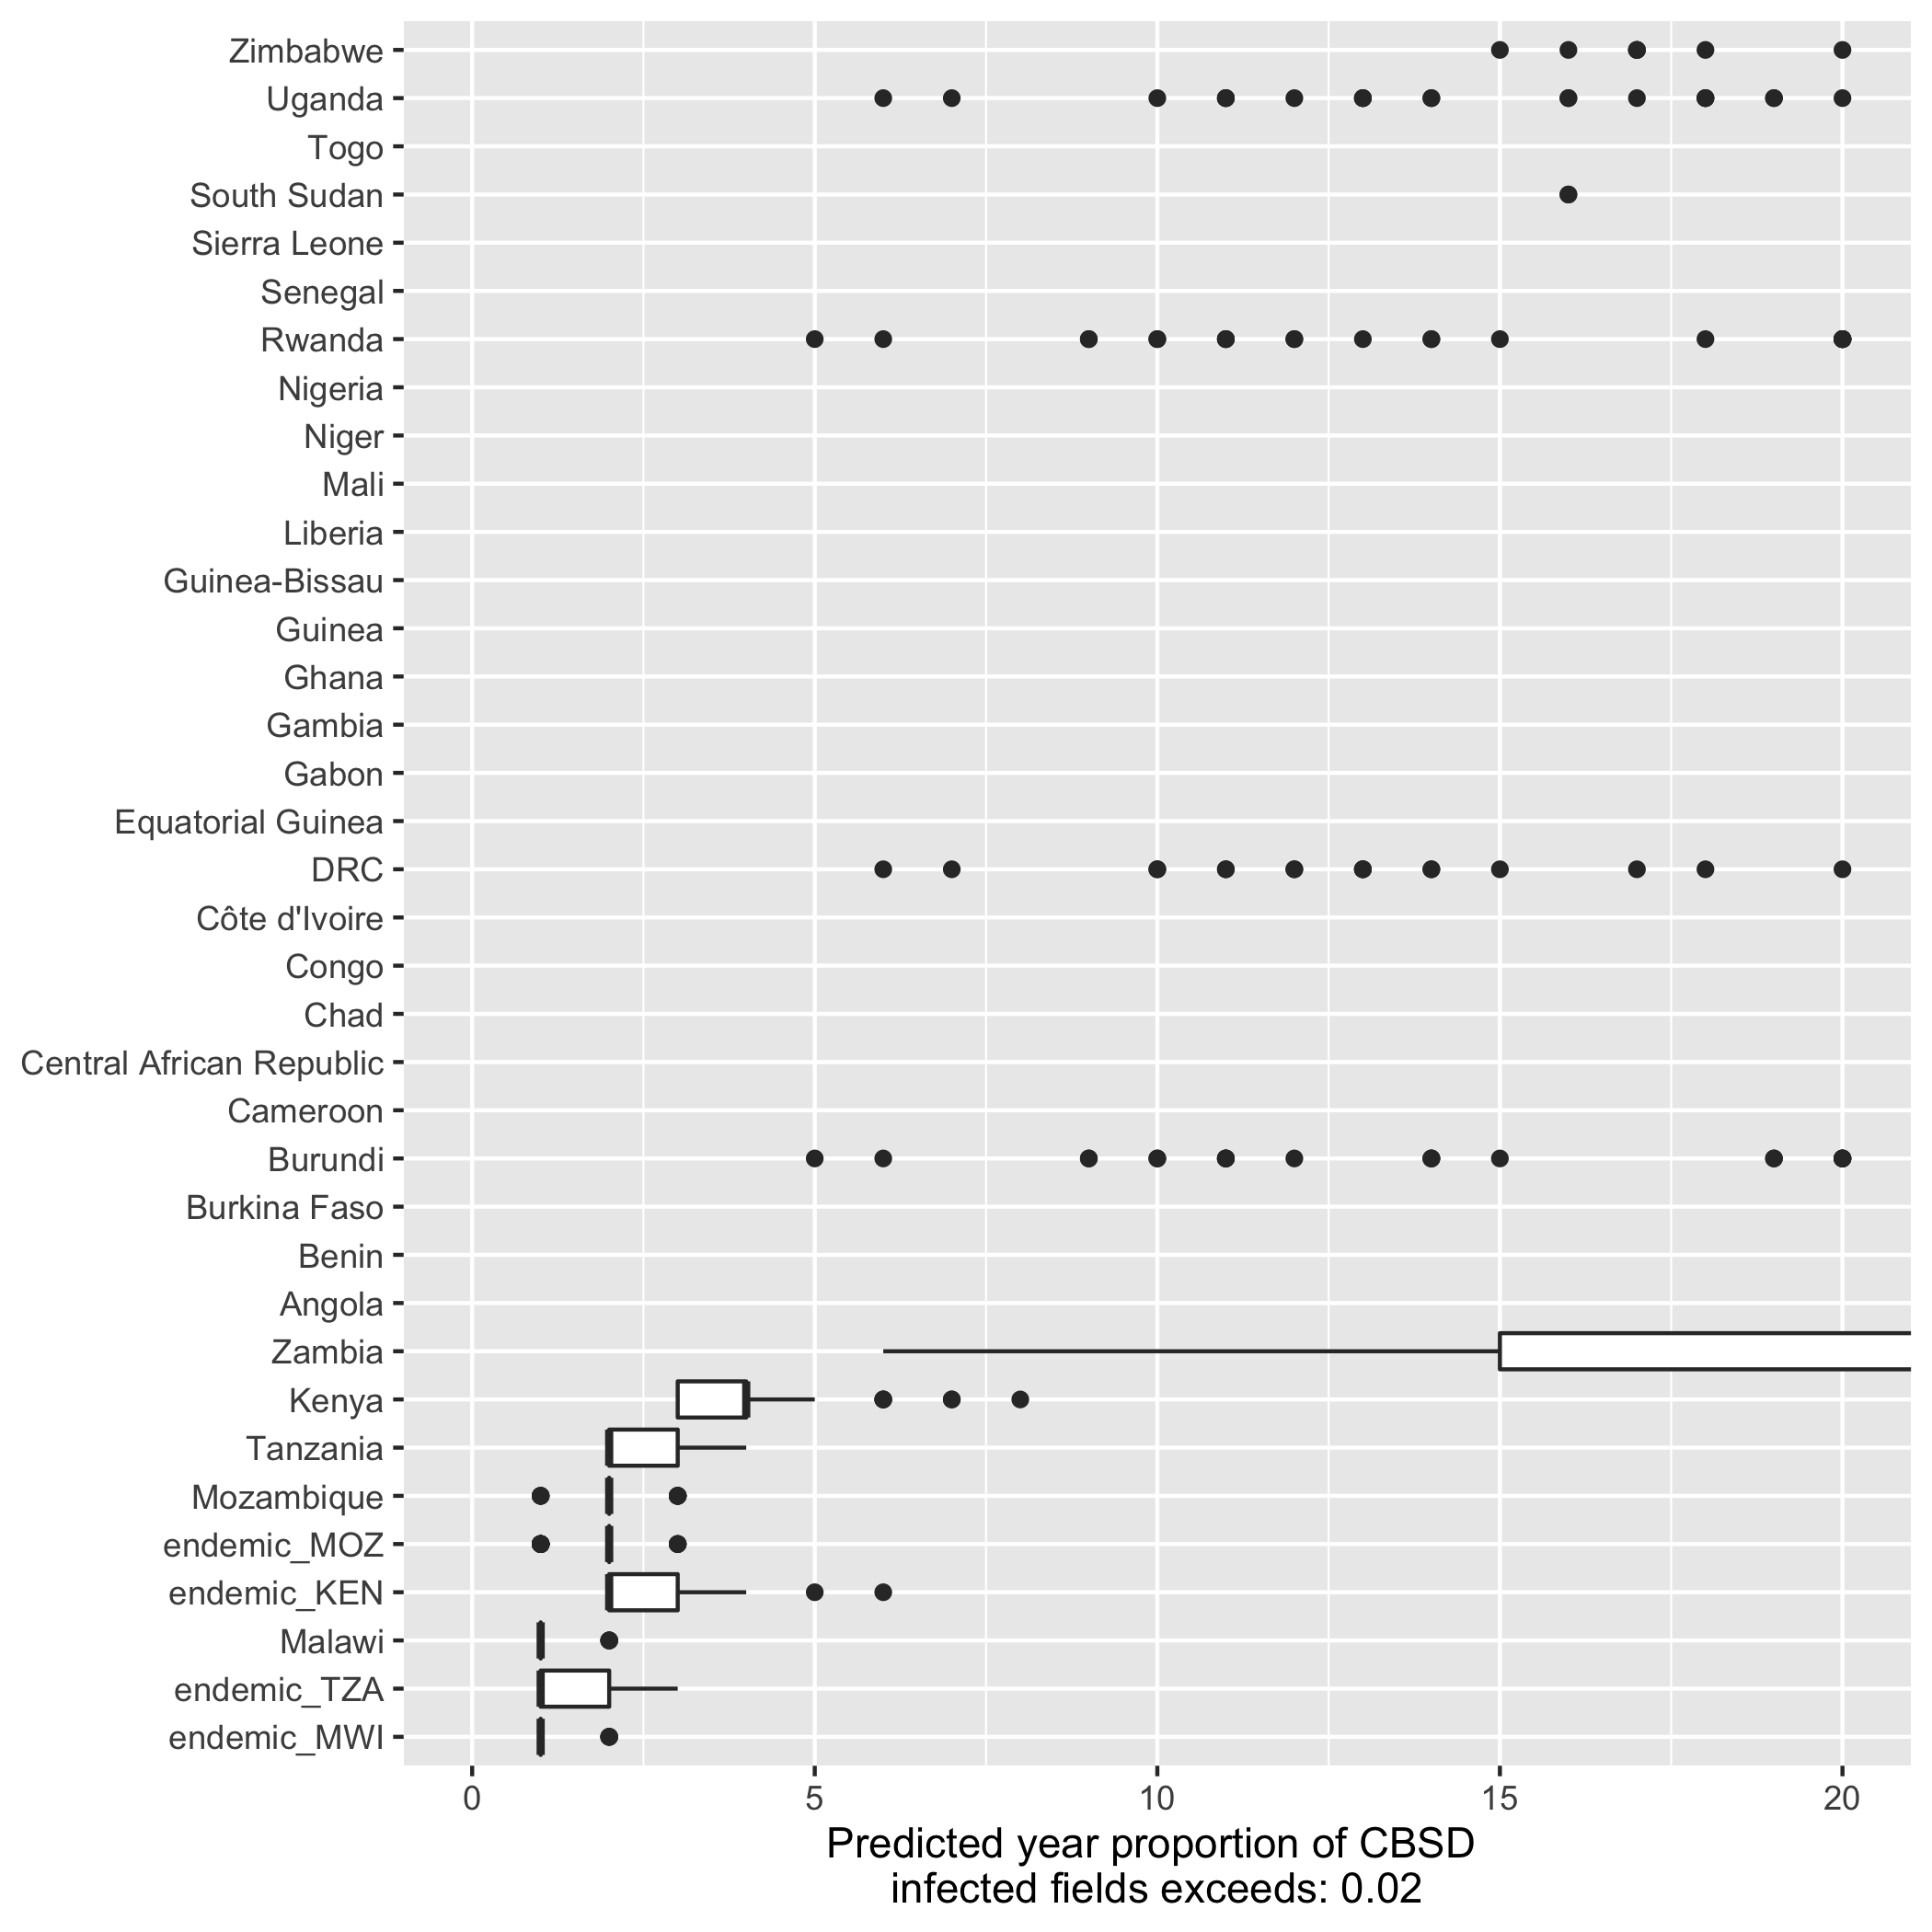 Zimbabwe
Uganda
Togo
South Sudan
Sierra Leone
Senegal
Rwanda
Nigeria
Niger
Mali
Liberia
Guinea-Bissau
Guinea
Ghana
Gambia
Gabon
Equatorial Guinea
DRC
Côte d'Ivoire
Congo
Chad
Central African Republic
Cameroon
Burundi
Burkina Faso
Benin
Angola
Zambia
Kenya
Tanzania
Mozambique
endemic_MOZ
endemic_KEN
Malawi
endemic_TZA
endemic_MWI
0 5 10 15 20
Predicted year proportion of CBSD
infected fields exceeds: 0.02